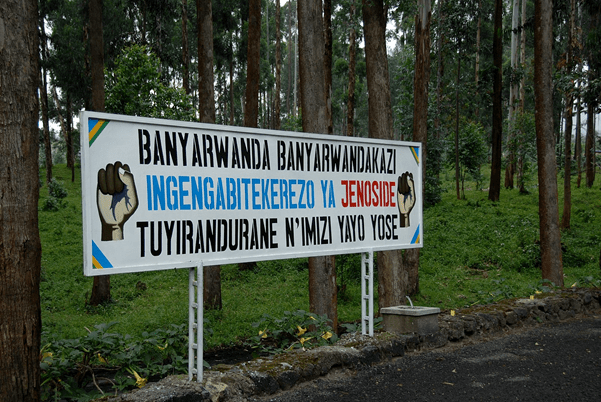 BANYARWANDA BANYARWANDAKAZI
INGENGABITEKEREZO YA JENOSIDE
TUYIRANDURANE N'IMIZI YAYO YOSE